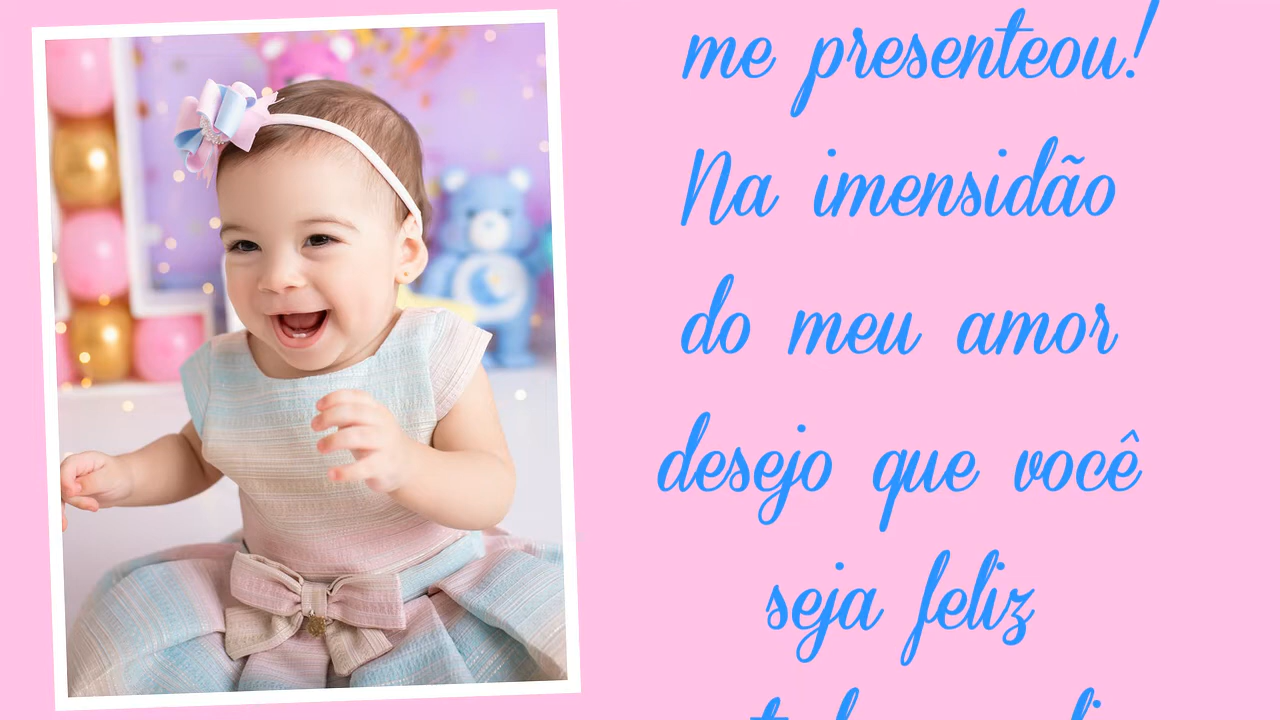 me presenteou!
Na imensidão
do meu amor
desejo que você
seja feliz